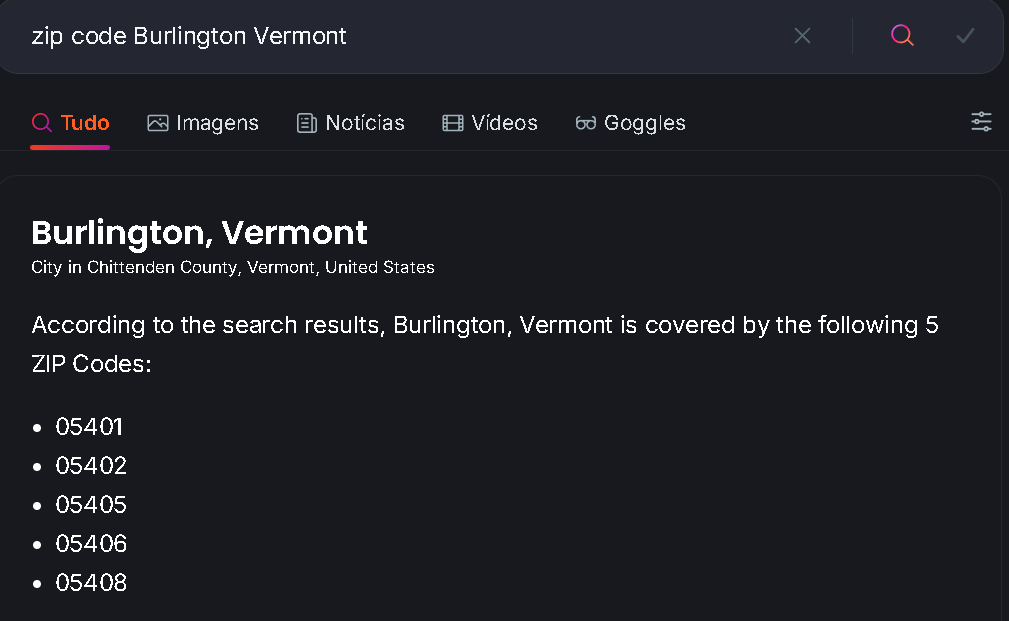 zip code Burlington Vermont
Tudo Imagens Notícias Vídeos Goggles
Burlington, Vermont
City in Chittenden County, Vermont, United States
According to the search results, Burlington, Vermont is covered by the following 5
ZIP Codes:
• 05401
• 05402
• 05405
• 05406
• 05408